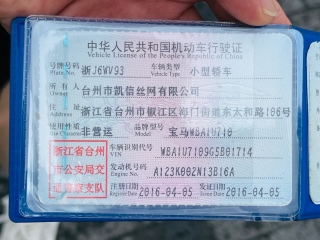 中华人民共和国机动车行驶证
Vehicle License of the People's Republic of China
号牌号码 浙J6WV93 车辆类型 小型轿车
Plate No. Vehicle Type
所有人 台州市凯信丝网有限公司
Owner
住址 浙江省台州市椒江区海门街道东太和路106号
Address
使用性质 非营运 品牌型号 宝马WBA1U710
Use Character Model
浙江省台州市公安局交通警察支队
车辆识别代号 WBA1U7109G5B01714
VIN
发动机号码 A123K002N13B16A
Engine No.
注册日期 2016-04-05 发证日期 2016-04-05
Register Date Issue Date